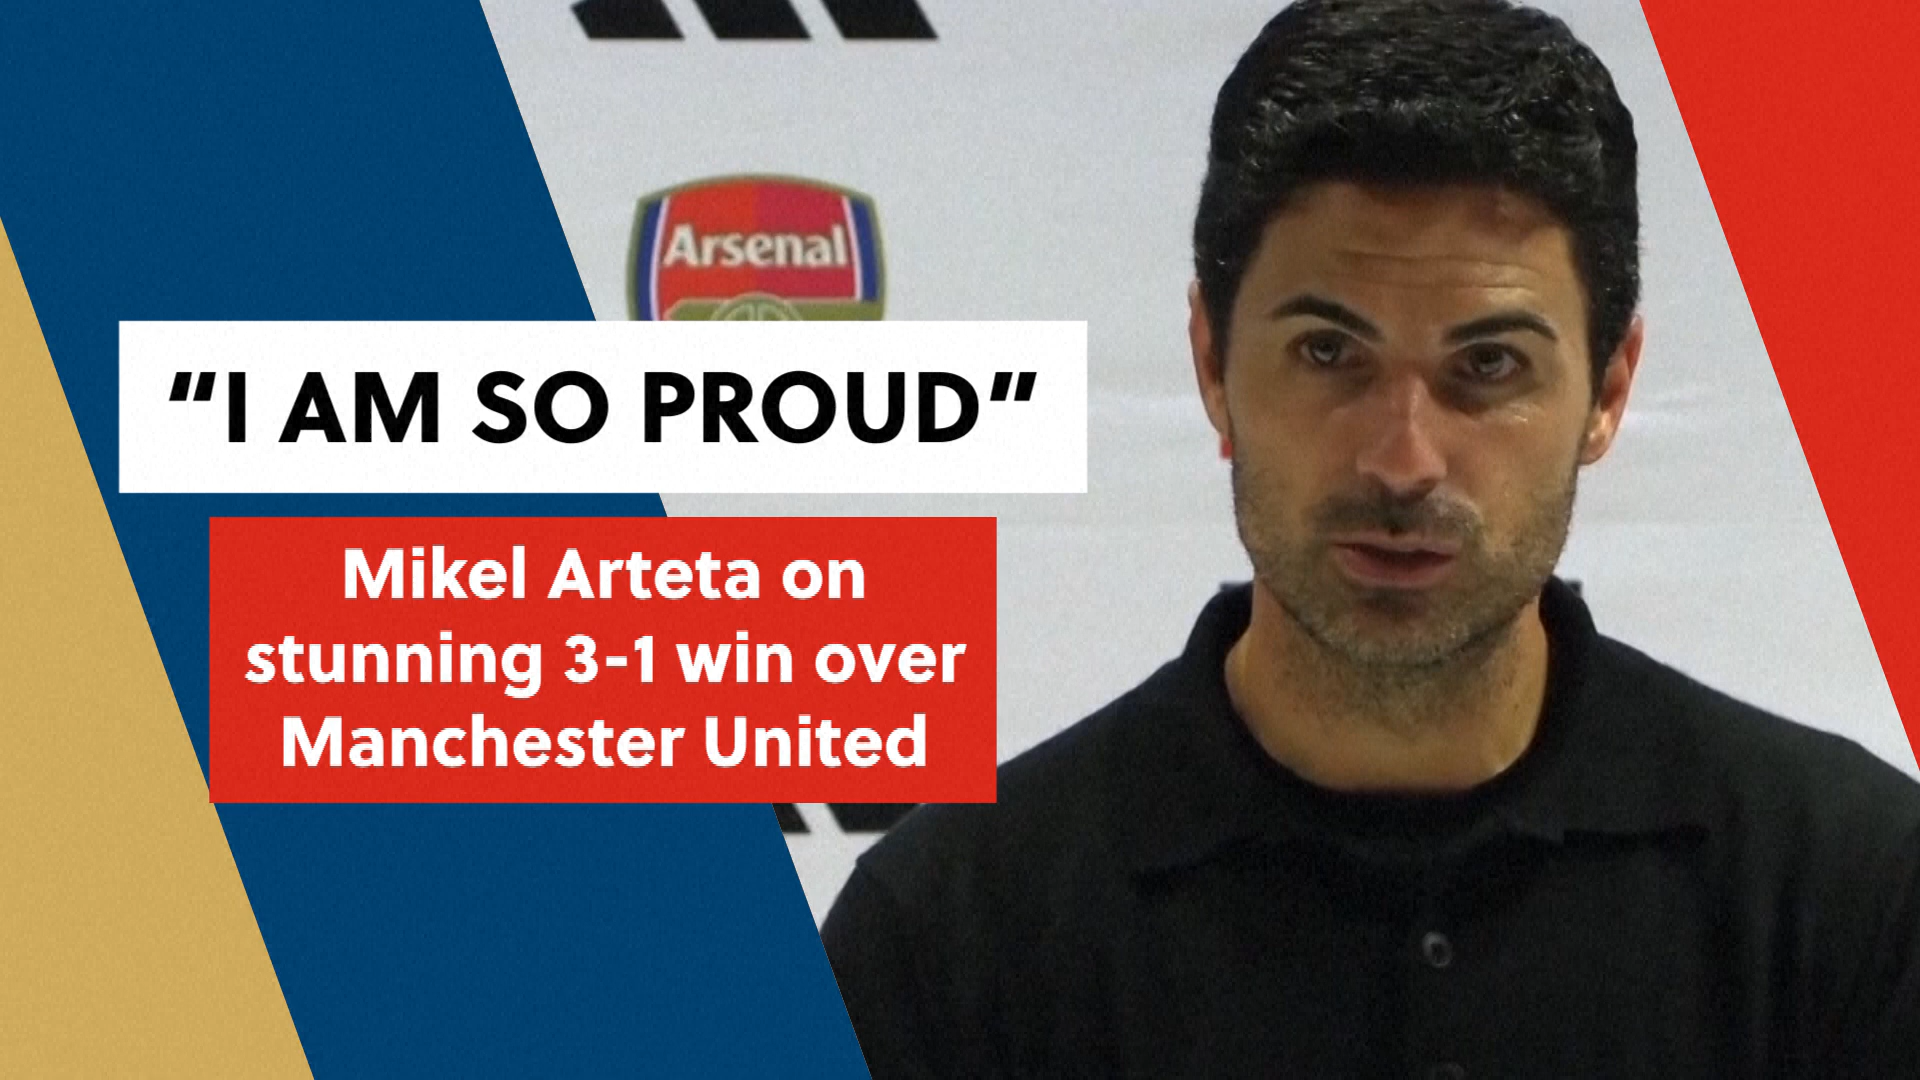 Arsenal
“I AM SO PROUD”
Mikel Arteta on
stunning 3-1 win over
Manchester United